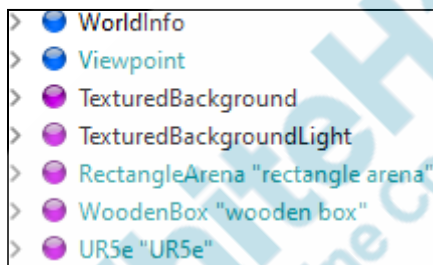 WorldInfo
Viewpoint
TexturedBackground
TexturedBackgroundLight
RectangleArena "rectangle arena"
WoodenBox "wooden box"
UR5e "UR5e"